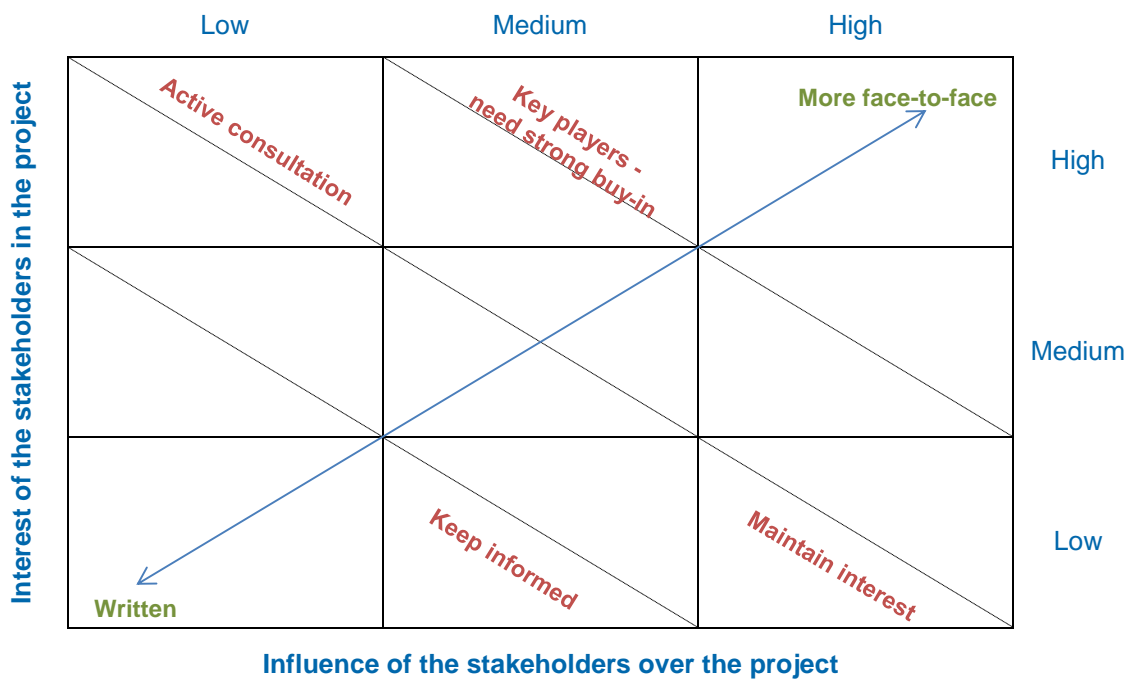 Low
Medium
High
Interest of the stakeholders in the project
Active consultation
Key players -
need strong buy-in
More face-to-face
High
Medium
Keep informed
Maintain interest
Low
Written
Influence of the stakeholders over the project